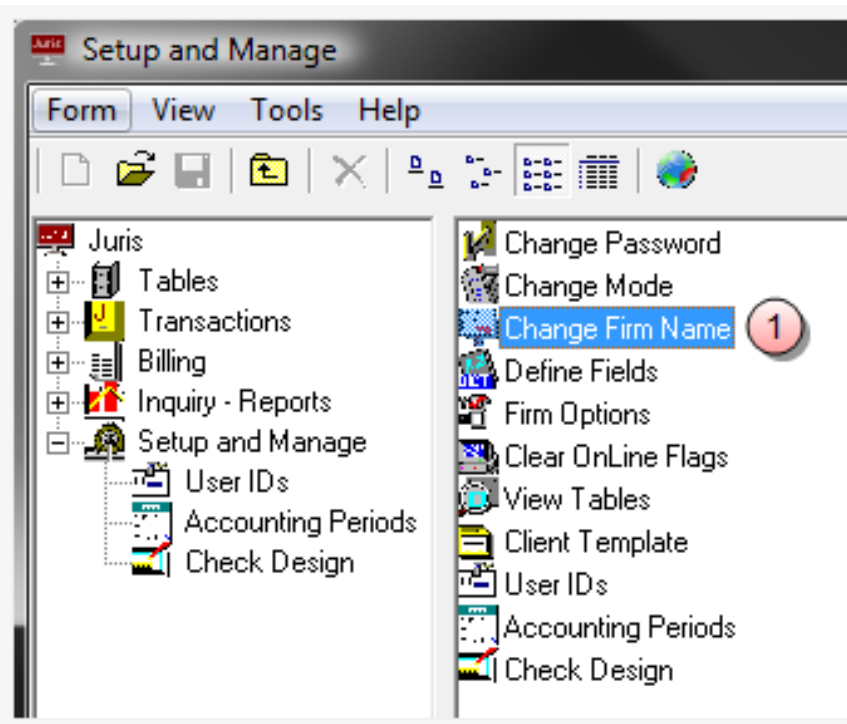 Setup and Manage
Form View Tools Help
Juris
Tables
Transactions
Billing
Inquiry - Reports
Setup and Manage
User IDs
Accounting Periods
Check Design
Change Password
Change Mode
Change Firm Name 1
Define Fields
Firm Options
Clear OnLine Flags
View Tables
Client Template
User IDs
Accounting Periods
Check Design